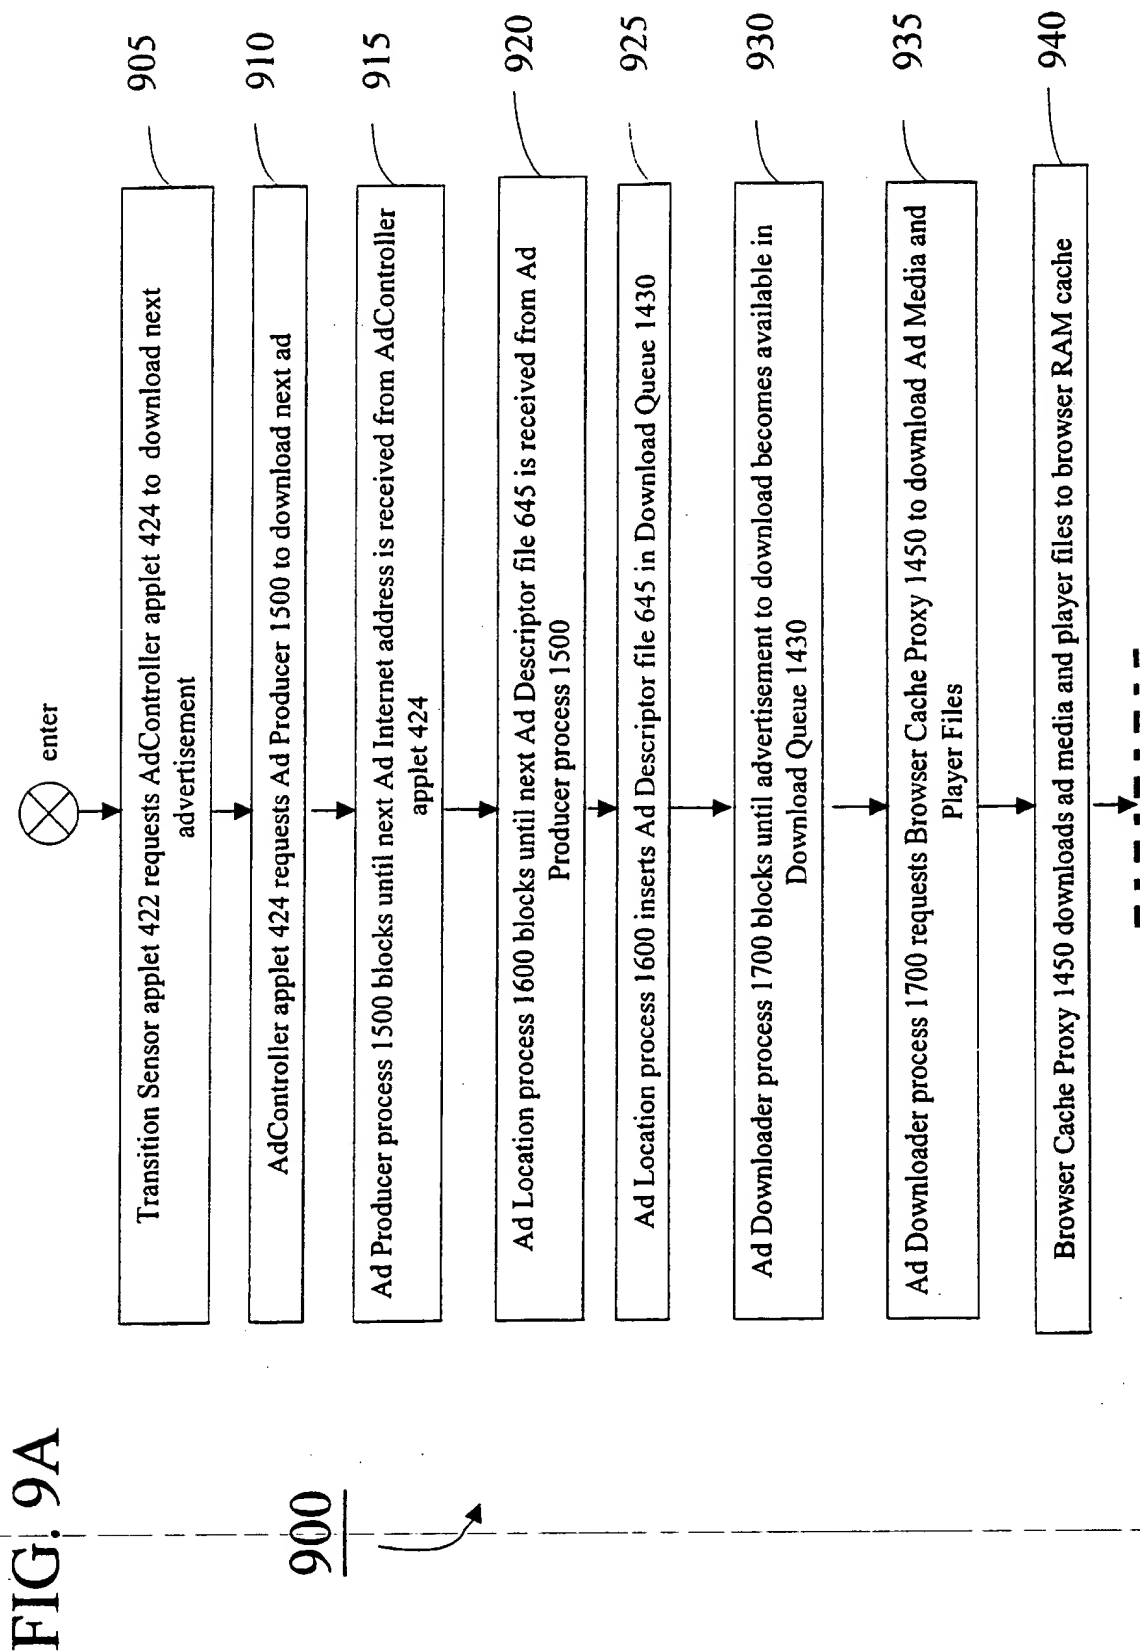 FIG. 9A
900
enter
Transition Sensor applet 422 requests AdController applet 424 to download next
advertisement
905
AdController applet 424 requests Ad Producer 1500 to download next ad
910
Ad Producer process 1500 blocks until next Ad Internet address is received from AdController
applet 424
915
Ad Location process 1600 blocks until next Ad Descriptor file 645 is received from Ad
Producer process 1500
920
Ad Location process 1600 inserts Ad Descriptor file 645 in Download Queue 1430
925
Ad Downloader process 1700 blocks until advertisement to download becomes available in
Download Queue 1430
930
Ad Downloader process 1700 requests Browser Cache Proxy 1450 to download Ad Media and
Player Files
935
Browser Cache Proxy 1450 downloads ad media and player files to browser RAM cache
940